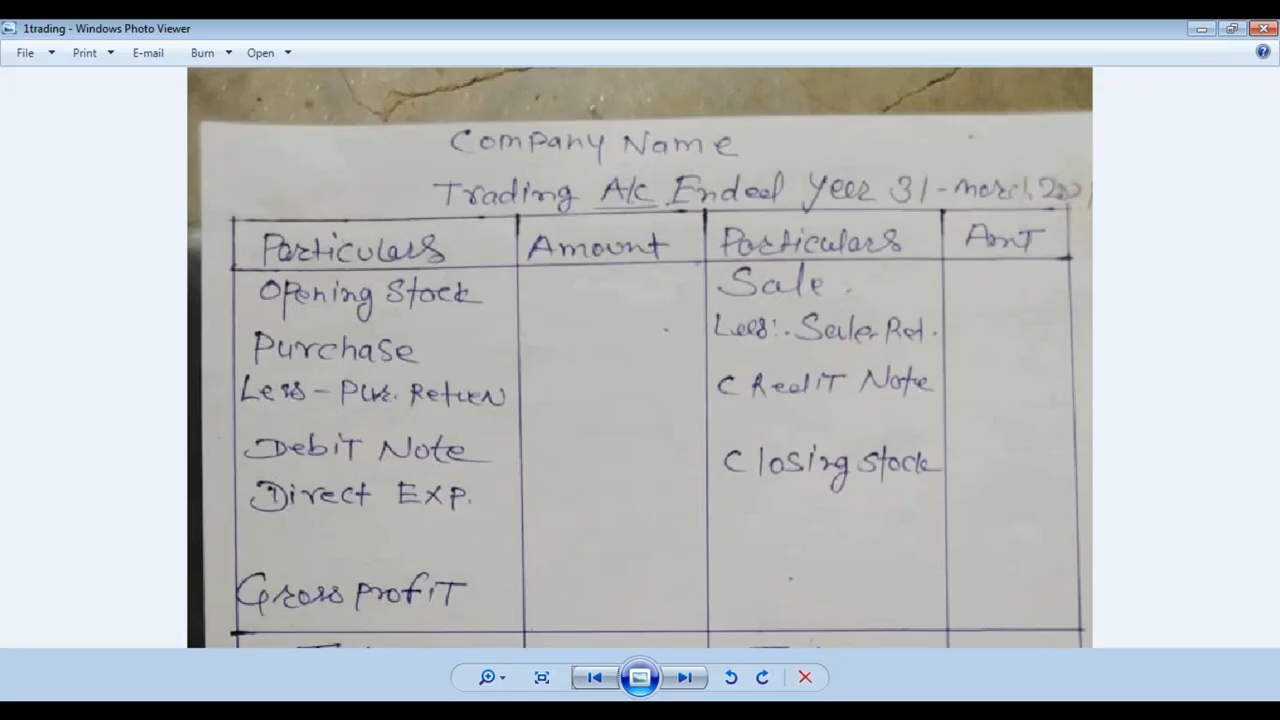 1trading - Windows Photo Viewer
File Print E-mail Burn Open
Company Name
Trading A/c Ended Yeer 31-march
Particulars Amount Particulars AmT
Opening Stock
Sale
Less:- Sale Ret.
Purchase
Less - Pur. Return
CrediT Note
DebiT Note
Closing stock
Direct Exp.
Gross profiT